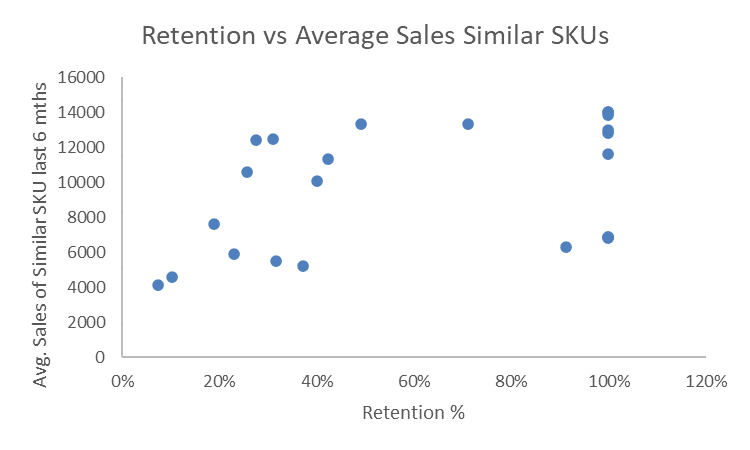 Retention vs Average Sales Similar SKUs
Avg. Sales of Similar SKU last 6 mths
16000
14000
12000
10000
8000
6000
4000
2000
0
0% 20% 40% 60% 80% 100% 120%
Retention %